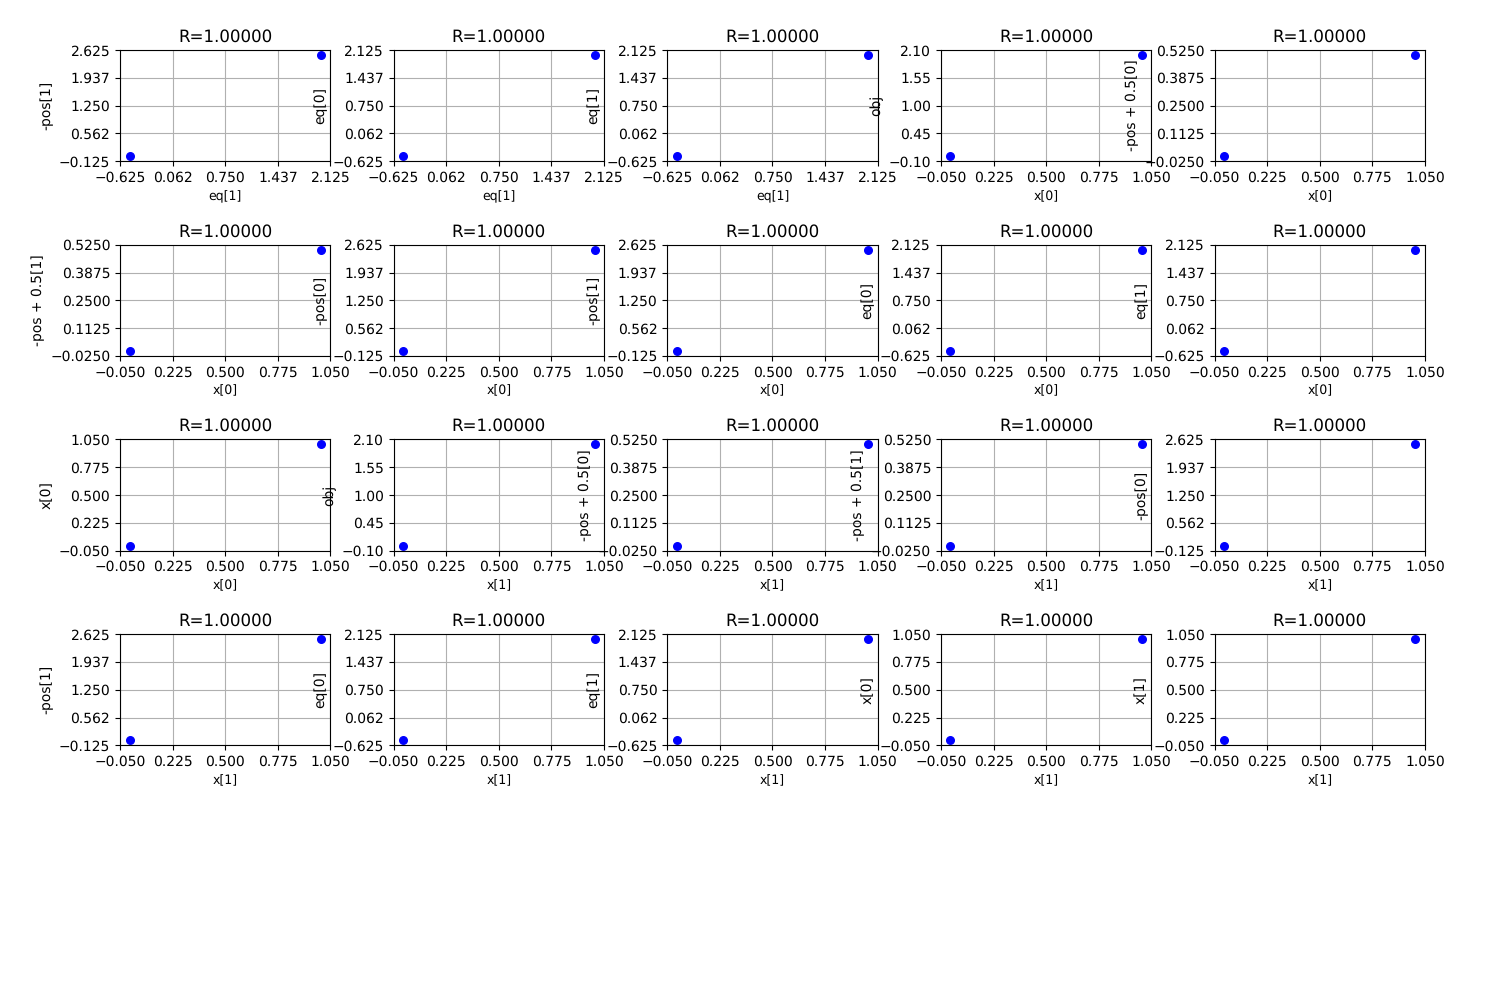 R=1.00000 R=1.00000 R=1.00000 R=1.00000 R=1.00000
-pos[1] 2.625 1.937 1.250 0.562 −0.125
eq[0] 2.125 1.437 0.750 0.062 −0.625
eq[1] 2.125 1.437 0.750 0.062 −0.625
obj 2.10 1.55 1.00 0.45 −0.10
-pos + 0.5[0] 0.5250 0.3875 0.2500 0.1125 −0.0250
−0.625 0.062 0.750 1.437 2.125 −0.625 0.062 0.750 1.437 2.125 −0.625 0.062 0.750 1.437 2.125 −0.050 0.225 0.500 0.775 1.050 −0.050 0.225 0.500 0.775 1.050
eq[1] eq[1] eq[1] x[0] x[0]
R=1.00000 R=1.00000 R=1.00000 R=1.00000 R=1.00000
-pos + 0.5[1] 0.5250 0.3875 0.2500 0.1125 −0.0250
-pos[0] 2.625 1.937 1.250 0.562 −0.125
-pos[1] 2.625 1.937 1.250 0.562 −0.125
eq[0] 2.125 1.437 0.750 0.062 −0.625
eq[1] 2.125 1.437 0.750 0.062 −0.625
−0.050 0.225 0.500 0.775 1.050 −0.050 0.225 0.500 0.775 1.050 −0.050 0.225 0.500 0.775 1.050 −0.050 0.225 0.500 0.775 1.050 −0.050 0.225 0.500 0.775 1.050
x[0] x[0] x[0] x[0] x[0]
R=1.00000 R=1.00000 R=1.00000 R=1.00000 R=1.00000
x[0] 1.050 0.775 0.500 0.225 −0.050
obj 2.10 1.55 1.00 0.45 −0.10
-pos + 0.5[0] 0.5250 0.3875 0.2500 0.1125 −0.0250
-pos + 0.5[1] 0.5250 0.3875 0.2500 0.1125 −0.0250
-pos[0] 2.625 1.937 1.250 0.562 −0.125
−0.050 0.225 0.500 0.775 1.050 −0.050 0.225 0.500 0.775 1.050 −0.050 0.225 0.500 0.775 1.050 −0.050 0.225 0.500 0.775 1.050 −0.050 0.225 0.500 0.775 1.050
x[0] x[1] x[1] x[1] x[1]
R=1.00000 R=1.00000 R=1.00000 R=1.00000 R=1.00000
-pos[1] 2.625 1.937 1.250 0.562 −0.125
eq[0] 2.125 1.437 0.750 0.062 −0.625
eq[1] 2.125 1.437 0.750 0.062 −0.625
x[0] 1.050 0.775 0.500 0.225 −0.050
x[1] 1.050 0.775 0.500 0.225 −0.050
−0.050 0.225 0.500 0.775 1.050 −0.050 0.225 0.500 0.775 1.050 −0.050 0.225 0.500 0.775 1.050 −0.050 0.225 0.500 0.775 1.050 −0.050 0.225 0.500 0.775 1.050
x[1] x[1] x[1] x[1] x[1]